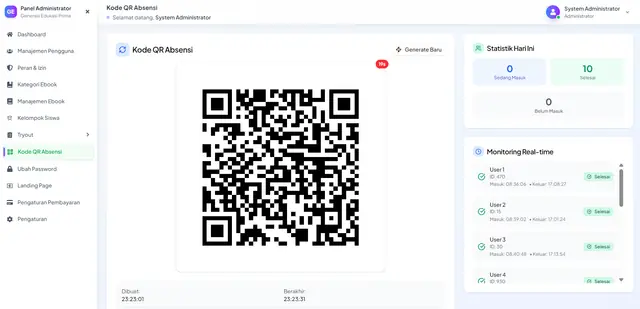 GE
Panel Administrator
Generasi Edukasi Prima
Dashboard
Manajemen Pengguna
Peran & Izin
Kategori Ebook
Manajemen Ebook
Kelompok Siswa
Tryout
Kode QR Absensi
Ubah Password
Landing Page
Pengaturan Pembayaran
Pengaturan
Kode QR Absensi
Selamat datang, System Administrator
System Administrator
Administrator
Kode QR Absensi
Generate Baru
19s
Dibuat:
23:23:01
Berakhir:
23:23:31
Statistik Hari Ini
0
Sedang Masuk
10
Selesai
0
Belum Masuk
Monitoring Real-time
User 1
ID: 470
Masuk: 08:36:06 • Keluar: 17:08:27
Selesai
User 2
ID: 15
Masuk: 08:39:02 • Keluar: 17:01:24
Selesai
User 3
ID: 30
Masuk: 08:40:48 • Keluar: 17:13:54
Selesai
User 4
ID: 930
Selesai